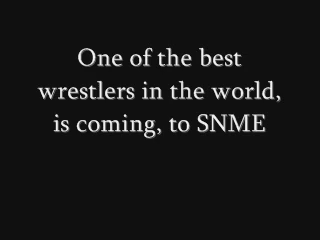 One of the best
wrestlers in the world,
is coming, to SNME